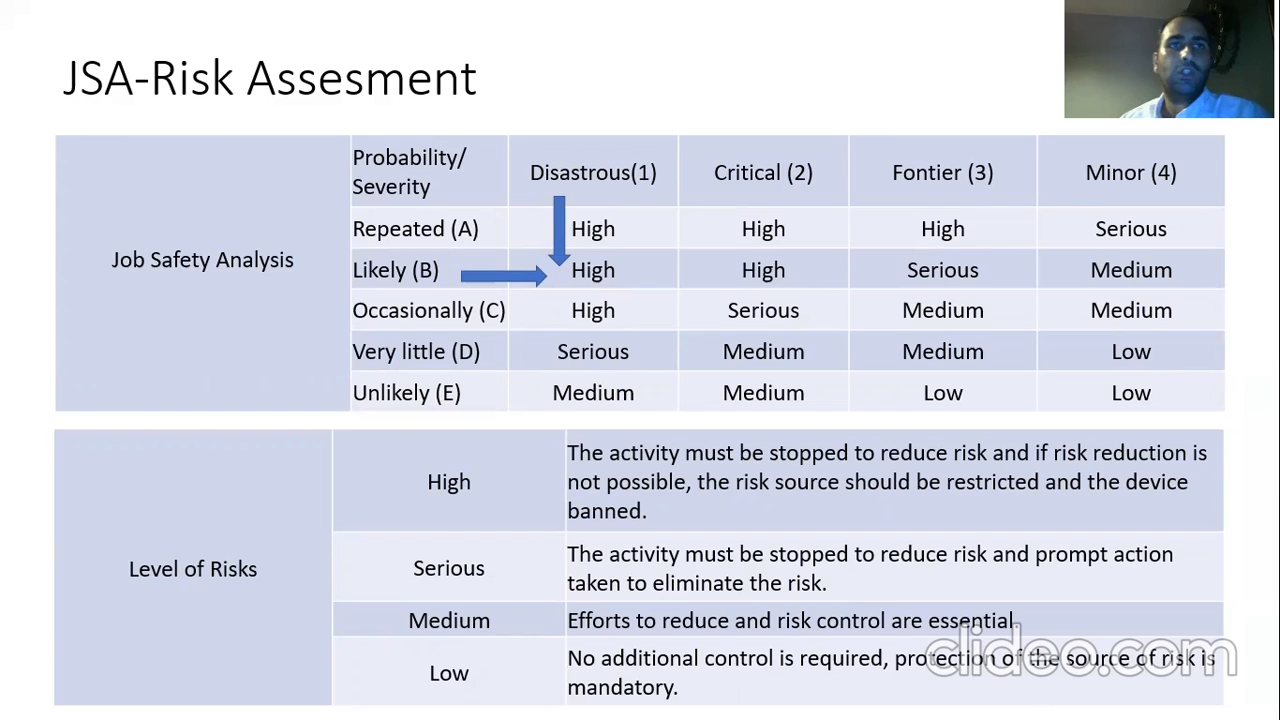 JSA-Risk Assesment
Probability/
Severity
Disastrous(1)
Critical (2)
Fontier (3)
Minor (4)
Job Safety Analysis
Repeated (A)
High
High
High
Serious
Likely (B)
High
High
Serious
Medium
Occasionally (C)
High
Serious
Medium
Medium
Very little (D)
Serious
Medium
Medium
Low
Unlikely (E)
Medium
Medium
Low
Low
Level of Risks
High
The activity must be stopped to reduce risk and if risk reduction is
not possible, the risk source should be restricted and the device
banned.
Serious
The activity must be stopped to reduce risk and prompt action
taken to eliminate the risk.
Medium
Efforts to reduce and risk control are essential.
Low
No additional control is required, protection of the source of risk is
mandatory.
clideo.com